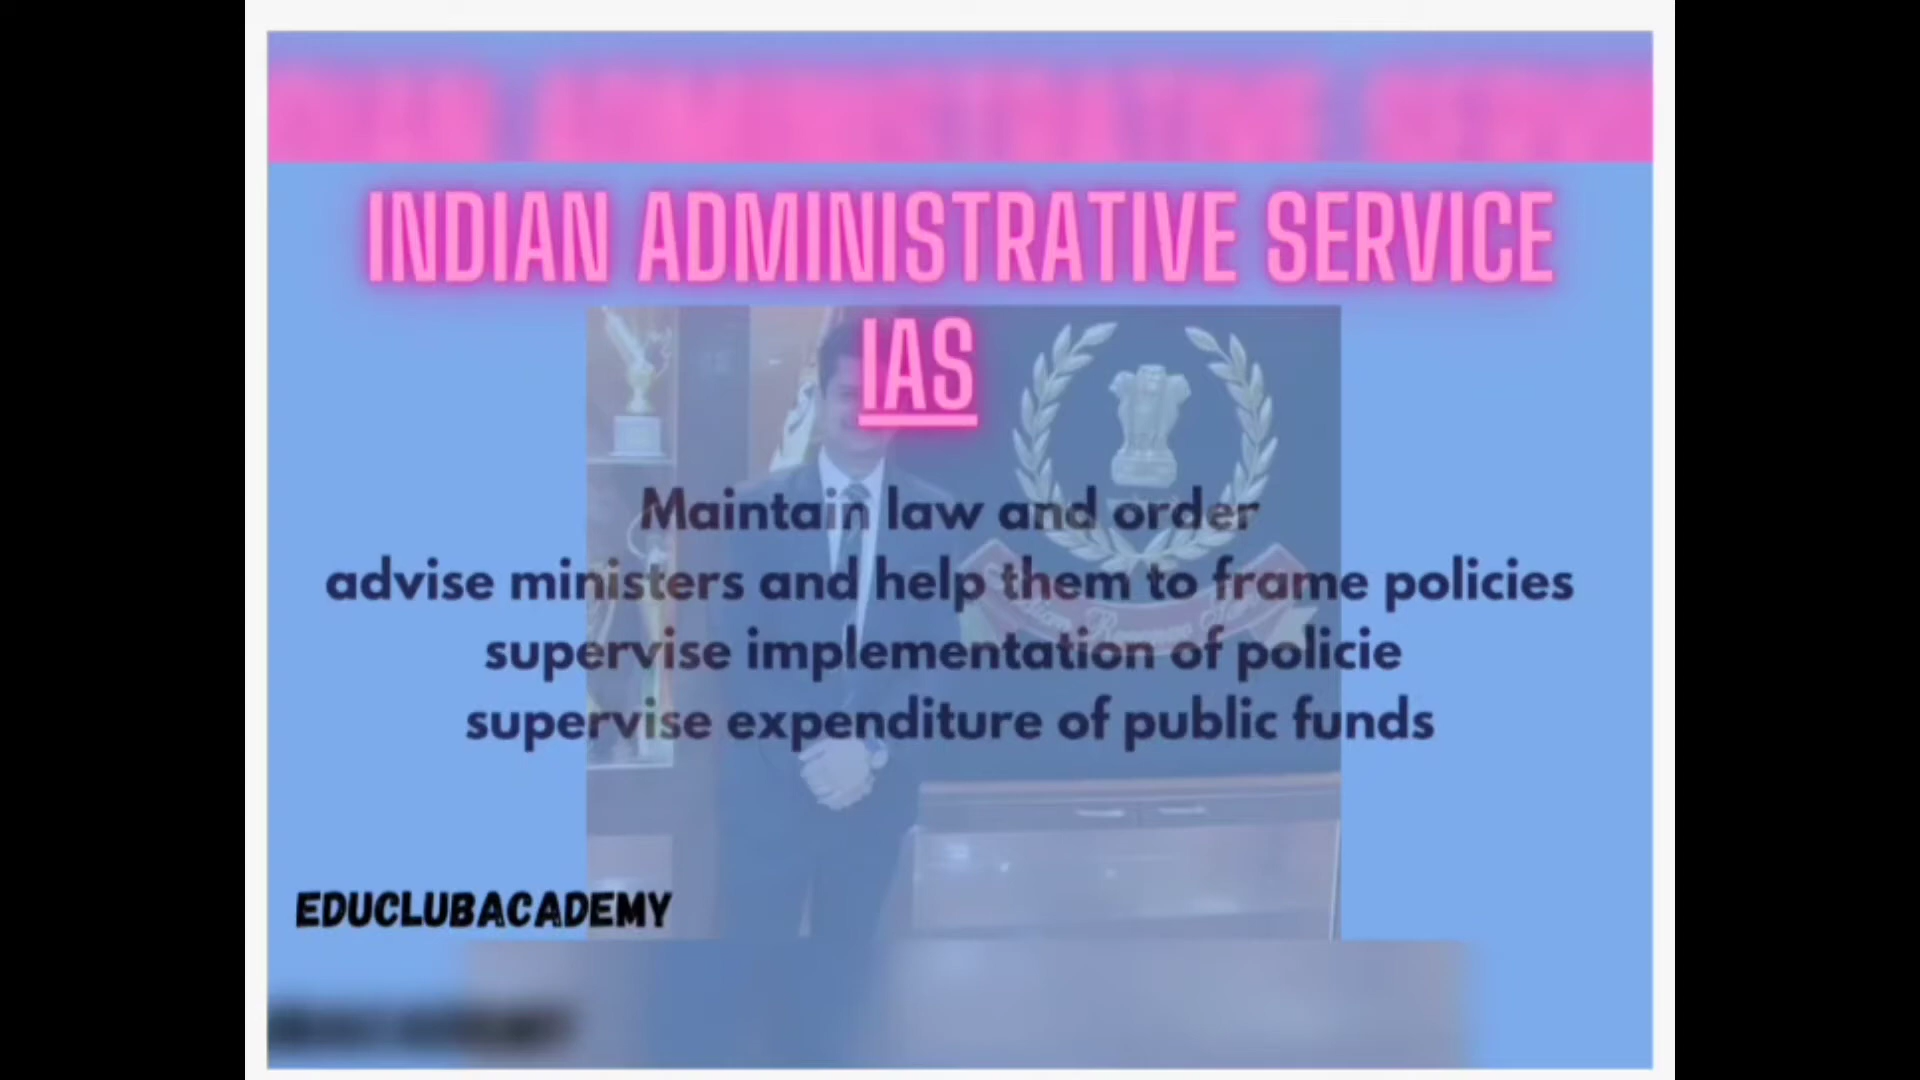 INDIAN ADMINISTRATIVE SERVICE
IAS
Maintain law and order
advise ministers and help them to frame policies
supervise implementation of policie
supervise expenditure of public funds
EDUCLUBACADEMY